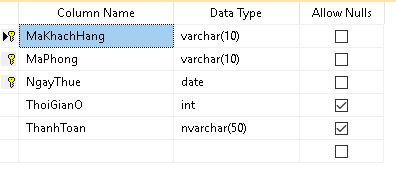 Column Name Data Type Allow Nulls
MaKhachHang varchar(10)
MaPhong varchar(10)
NgayThue date
ThoiGianO int
ThanhToan nvarchar(50)